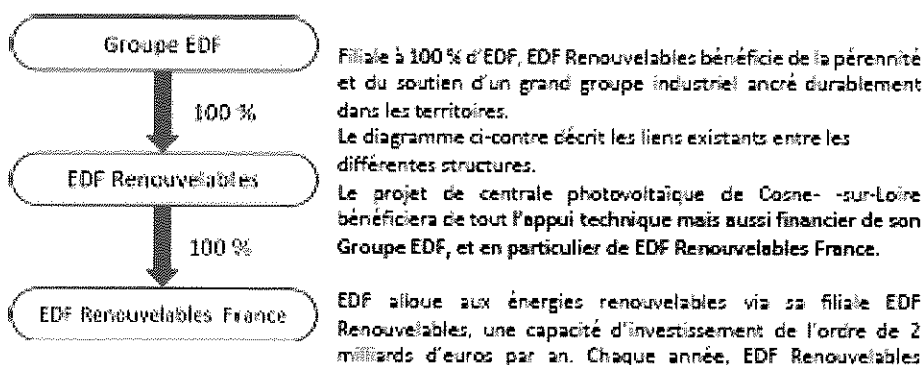 Groupe EDF
100 %
EDF Renouvelables
100 %
EDF Renouvelables France
Filiale à 100 % d'EDF, EDF Renouvelables bénéficie de la pérennité
et du soutien d'un grand groupe industriel ancré durablement
dans les territoires.
Le diagramme ci-contre décrit les liens existants entre les
différentes structures.
Le projet de centrale photovoltaïque de Cosne- -sur-Loire
bénéficiera de tout l'appui technique mais aussi financier de son
Groupe EDF, et en particulier de EDF Renouvelables France.
EDF alloue aux énergies renouvelables via sa filiale EDF
Renouvelables, une capacité d'investissement de l'ordre de 2
milliards d'euros par an. Chaque année, EDF Renouvelables